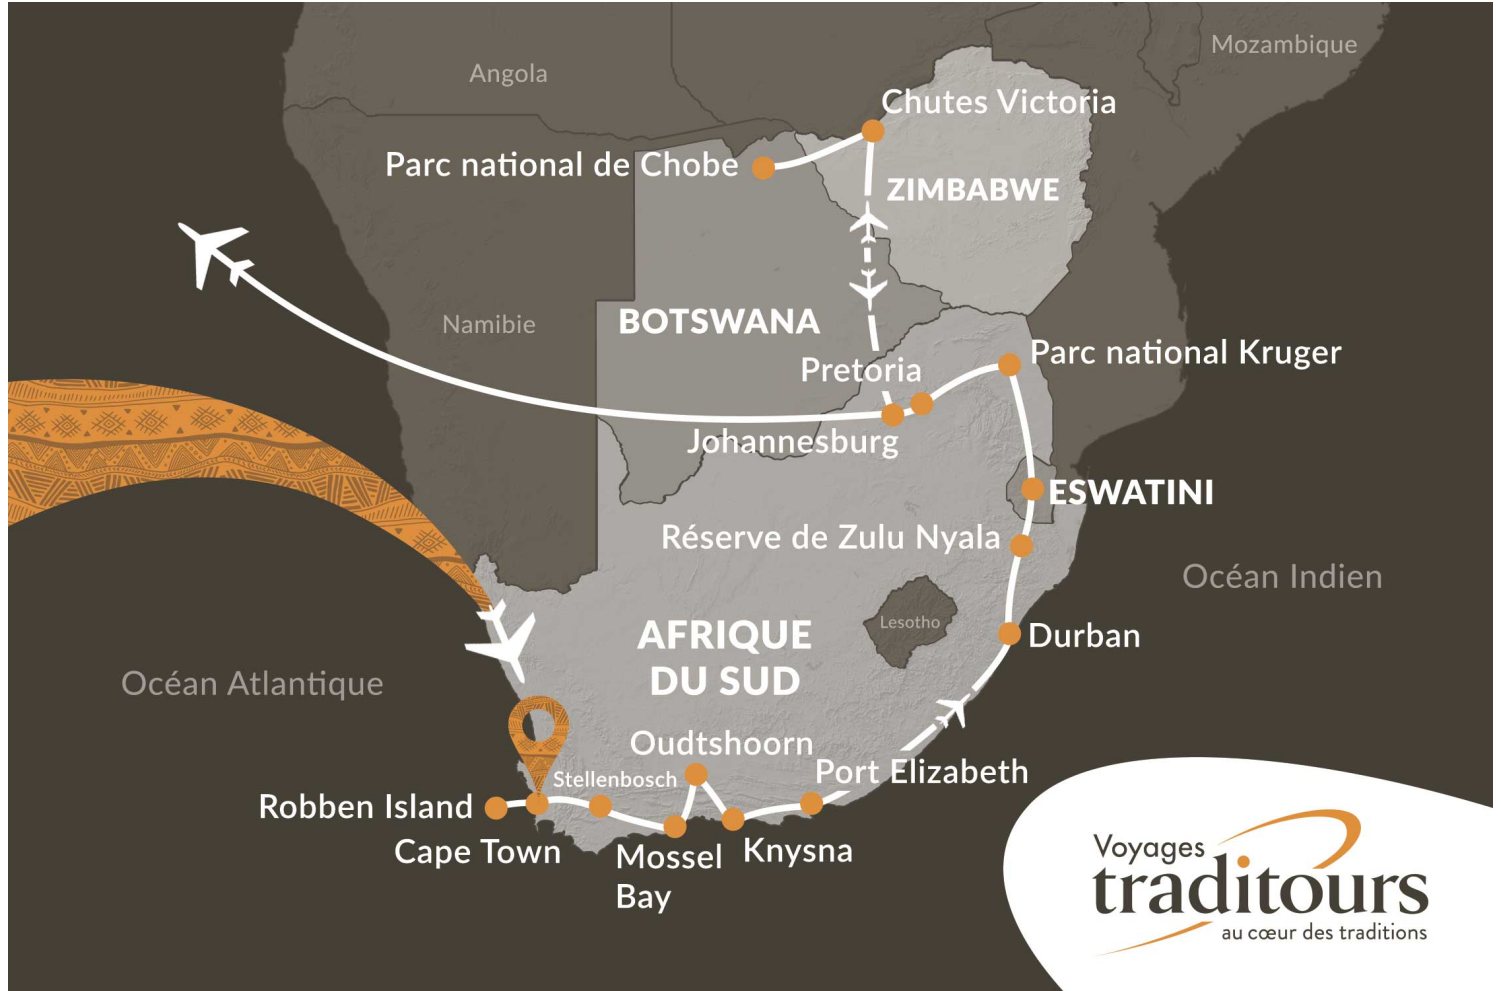 Mozambique
Angola
Chutes Victoria
Parc national de Chobe
ZIMBABWE
Namibie
BOTSWANA
Parc national Kruger
Pretoria
Johannesburg
ESWATINI
Réserve de Zulu Nyala
Océan Indien
Lesotho
AFRIQUE
DU SUD
Durban
Océan Atlantique
Oudtshoorn
Port Elizabeth
Stellenbosch
Robben Island
Cape Town
Mossel
Bay
Knysna
Voyages
traditours
au cœur des traditions